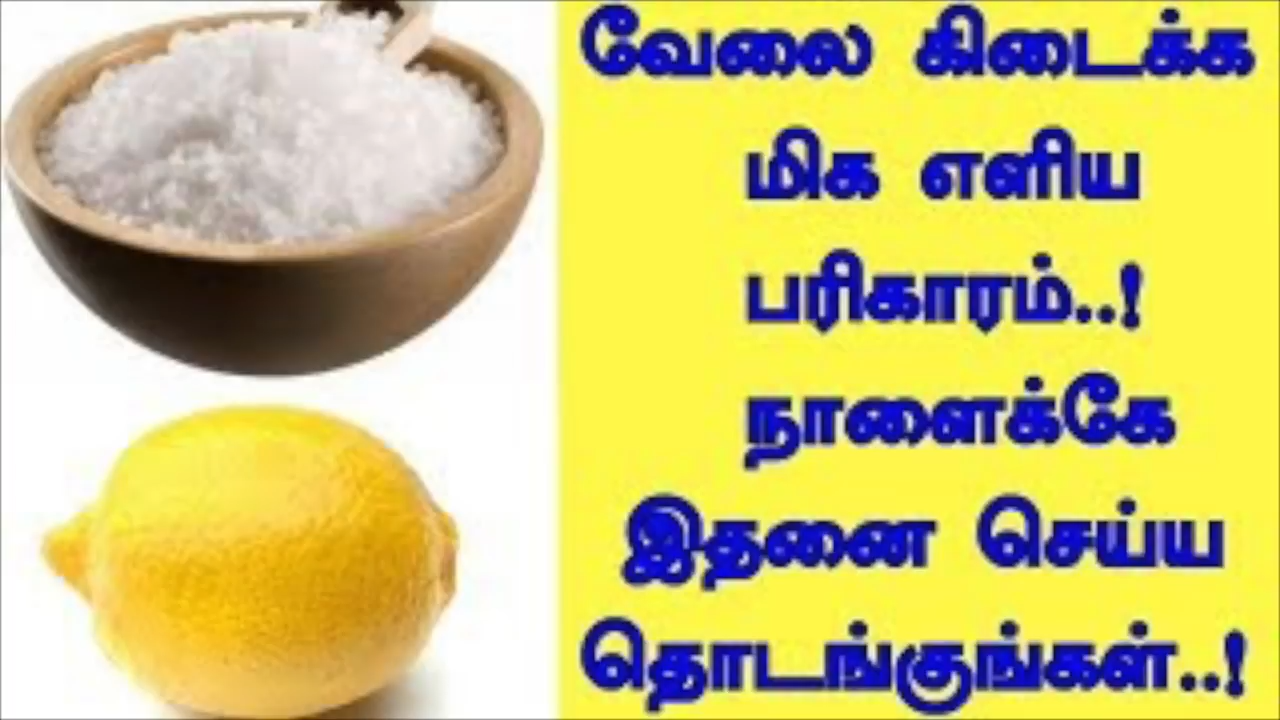 வேலை கிடைக்க
மிக எளிய
பரிகாரம்..!
நாளைக்கே
இதனை செய்ய
தொடங்குங்கள்..!